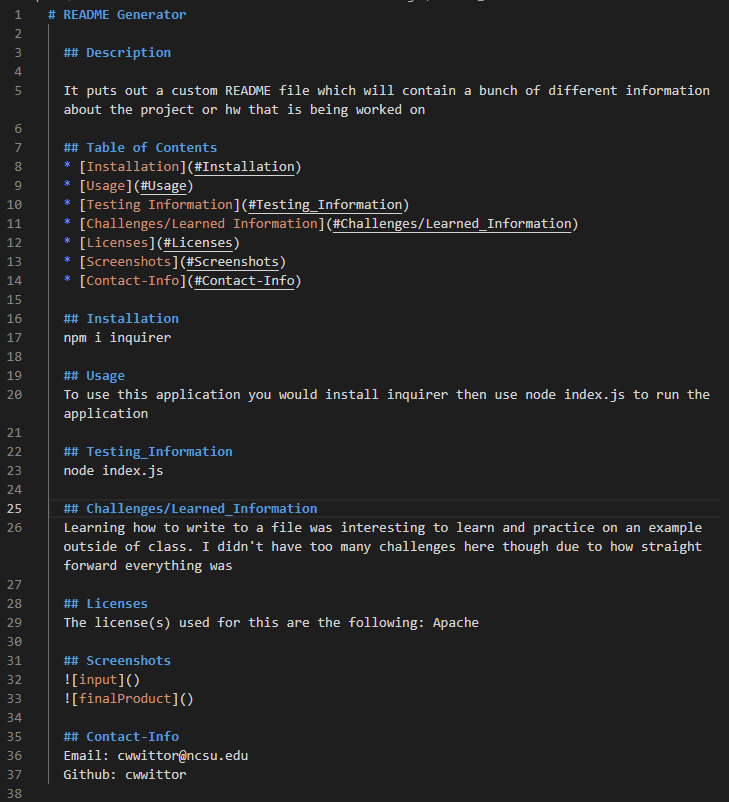 1 # README Generator
2
3 ## Description
4
5 It puts out a custom README file which will contain a bunch of different information
about the project or hw that is being worked on
6
7 ## Table of Contents
8 * [Installation](#Installation)
9 * [Usage](#Usage)
10 * [Testing Information](#Testing_Information)
11 * [Challenges/Learned Information](#Challenges/Learned_Information)
12 * [Licenses](#Licenses)
13 * [Screenshots](#Screenshots)
14 * [Contact-Info](#Contact-Info)
15
16 ## Installation
17 npm i inquirer
18
19 ## Usage
20 To use this application you would install inquirer then use node index.js to run the
application
21
22 ## Testing_Information
23 node index.js
24
25 ## Challenges/Learned_Information
26 Learning how to write to a file was interesting to learn and practice on an example
outside of class. I didn't have too many challenges here though due to how straight
forward everything was
27
28 ## Licenses
29 The license(s) used for this are the following: Apache
30
31 ## Screenshots
32 ![input]()
33 ![finalProduct]()
34
35 ## Contact-Info
36 Email: cwwittor@ncsu.edu
37 Github: cwwittor
38